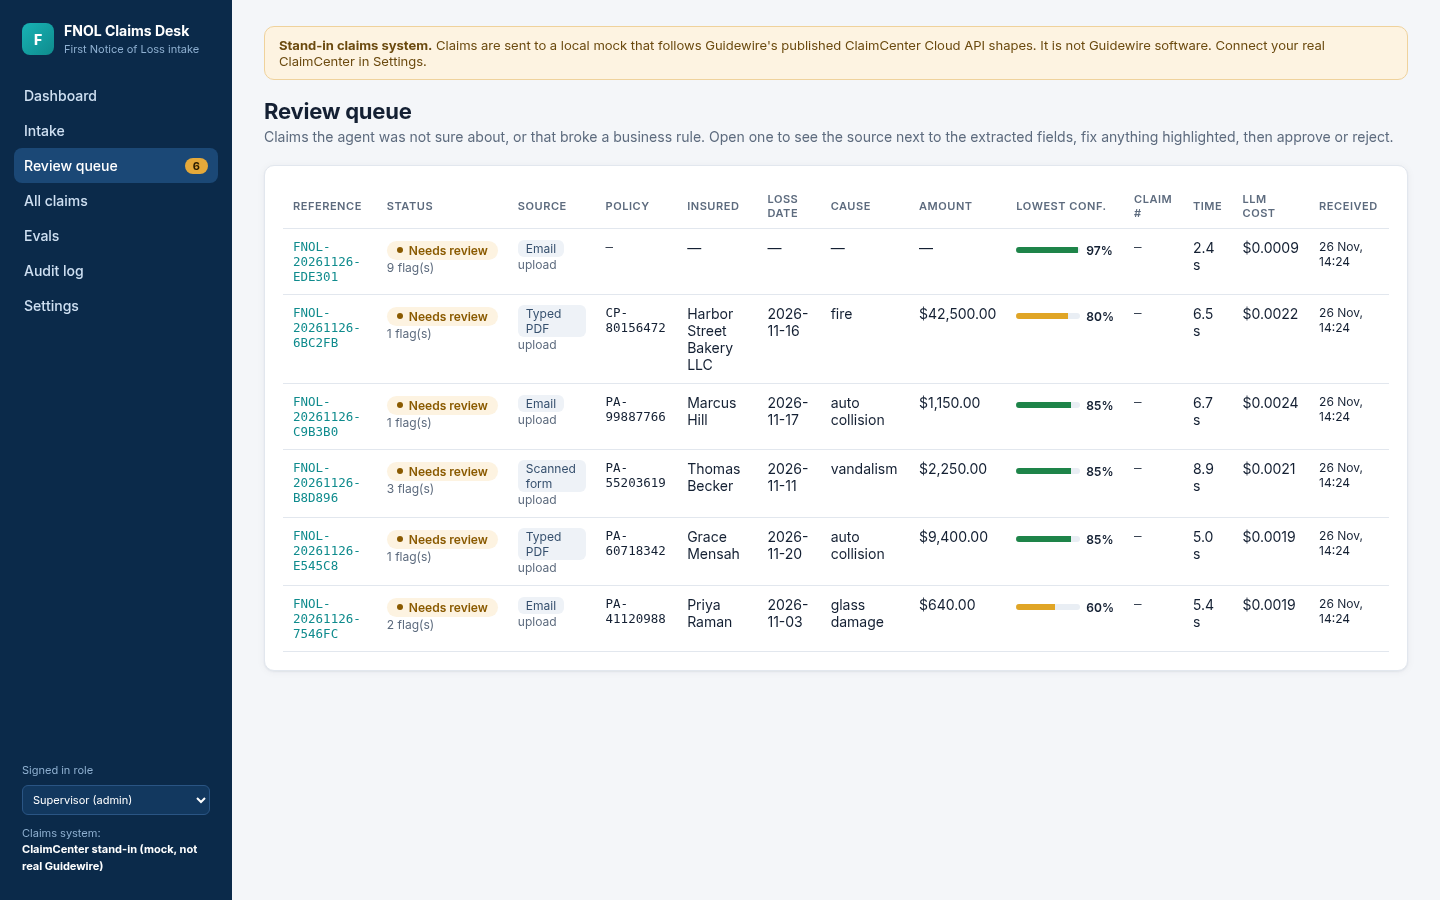 F
FNOL Claims Desk
First Notice of Loss intake
Dashboard
Intake
Review queue 6
All claims
Evals
Audit log
Settings
Signed in role
Supervisor (admin)
Claims system:
ClaimCenter stand-in (mock, not
real Guidewire)
Stand-in claims system. Claims are sent to a local mock that follows Guidewire's published ClaimCenter Cloud API shapes. It is not Guidewire software. Connect your real
ClaimCenter in Settings.
Review queue
Claims the agent was not sure about, or that broke a business rule. Open one to see the source next to the extracted fields, fix anything highlighted, then approve or reject.
REFERENCE STATUS SOURCE POLICY INSURED LOSS DATE CAUSE AMOUNT LOWEST CONF. CLAIM # TIME LLM COST RECEIVED
FNOL-20261126-EDE301 Needs review 9 flag(s) Email upload – — — — — 97% – 2.4 s $0.0009 26 Nov, 14:24
FNOL-20261126-6BC2FB Needs review 1 flag(s) Typed PDF upload CP-80156472 Harbor Street Bakery LLC 2026-11-16 fire $42,500.00 80% – 6.5 s $0.0022 26 Nov, 14:24
FNOL-20261126-C9B3B0 Needs review 1 flag(s) Email upload PA-99887766 Marcus Hill 2026-11-17 auto collision $1,150.00 85% – 6.7 s $0.0024 26 Nov, 14:24
FNOL-20261126-B8D896 Needs review 3 flag(s) Scanned form upload PA-55203619 Thomas Becker 2026-11-11 vandalism $2,250.00 85% – 8.9 s $0.0021 26 Nov, 14:24
FNOL-20261126-E545C8 Needs review 1 flag(s) Typed PDF upload PA-60718342 Grace Mensah 2026-11-20 auto collision $9,400.00 85% – 5.0 s $0.0019 26 Nov, 14:24
FNOL-20261126-7546FC Needs review 2 flag(s) Email upload PA-41120988 Priya Raman 2026-11-03 glass damage $640.00 60% – 5.4 s $0.0019 26 Nov, 14:24